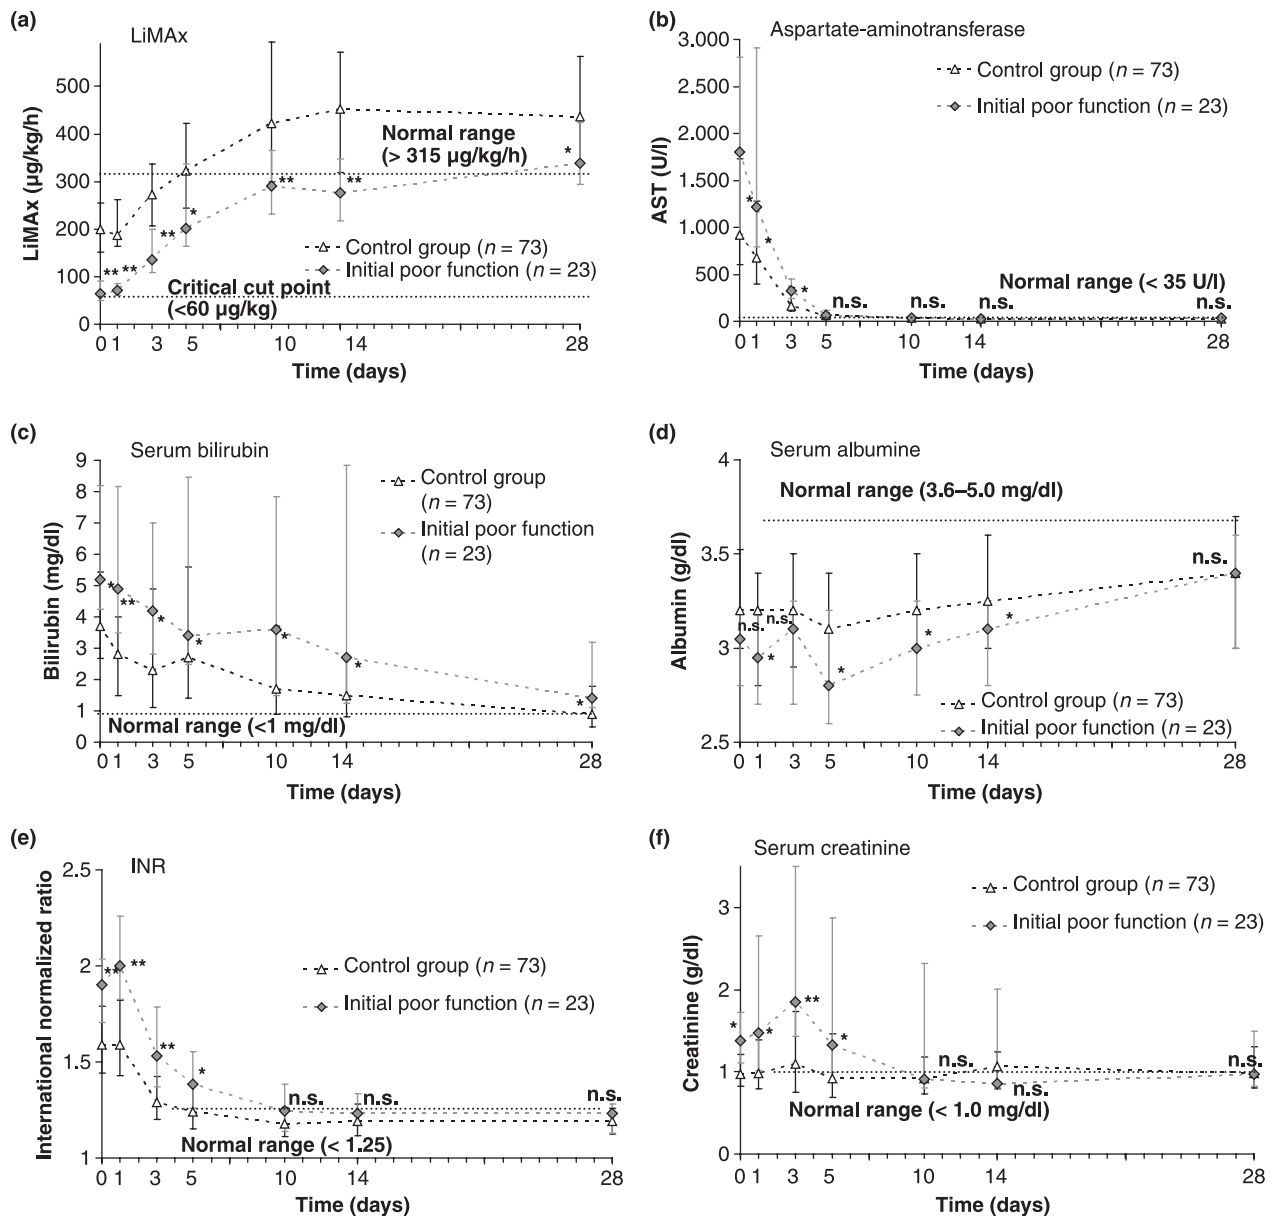 (a)
LiMAx
LiMAx (µg/kg/h)
500
400
300
200
100
0
Normal range
(> 315 µg/kg/h)
*
**
**
*
**
** **
Control group (n = 73)
Initial poor function (n = 23)
Critical cut point
(<60 µg/kg)
0 1 3 5 10 14 28
Time (days)
(b)
Aspartate-aminotransferase
AST (U/l)
3.000
2.500
2.000
1.500
1.000
500
0
Control group (n = 73)
Initial poor function (n = 23)
*
*
*
Normal range (< 35 U/l)
n.s. n.s. n.s. n.s.
0 1 3 5 10 14 28
Time (days)
(c)
Serum bilirubin
Bilirubin (mg/dl)
9
8
7
6
5
4
3
2
1
0
Control group
(n = 73)
Initial poor function
(n = 23)
*
**
*
*
*
*
*
Normal range (<1 mg/dl)
0 1 3 5 10 14 28
Time (days)
(d)
Serum albumine
Albumin (g/dl)
4
3.5
3
2.5
Normal range (3.6–5.0 mg/dl)
n.s.
n.s. n.s.
*
*
*
*
Control group (n = 73)
Initial poor function (n = 23)
0 1 3 5 10 14 28
Time (days)
(e)
INR
International normalized ratio
2.5
2
1.5
1
Control group (n = 73)
Initial poor function (n = 23)
** **
**
*
n.s. n.s. n.s.
Normal range (< 1.25)
0 1 3 5 10 14 28
Time (days)
(f)
Serum creatinine
Creatinine (g/dl)
3
2
1
0
Control group (n = 73)
Initial poor function (n = 23)
*
*
**
*
n.s.
n.s.
n.s.
Normal range (< 1.0 mg/dl)
0 1 3 5 10 14 28
Time (days)